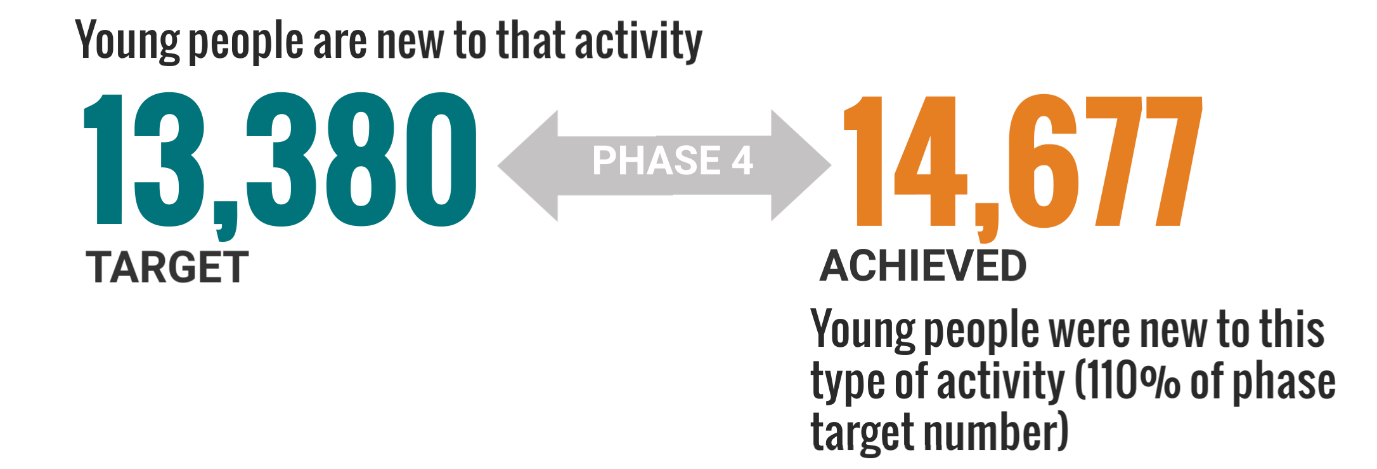 Young people are new to that activity
13,380
PHASE 4
14,677
TARGET
ACHIEVED
Young people were new to this
type of activity (110% of phase
target number)